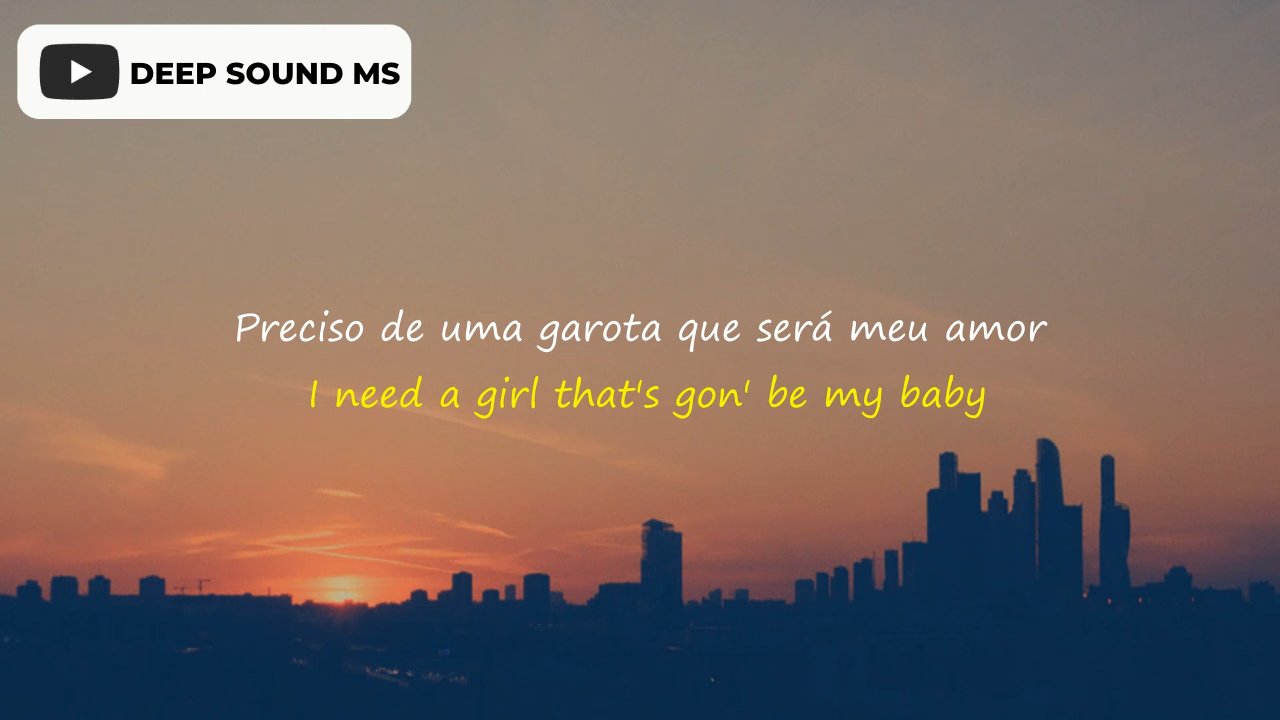 DEEP SOUND MS
Preciso de uma garota que será meu amor
I need a girl that's gon' be my baby